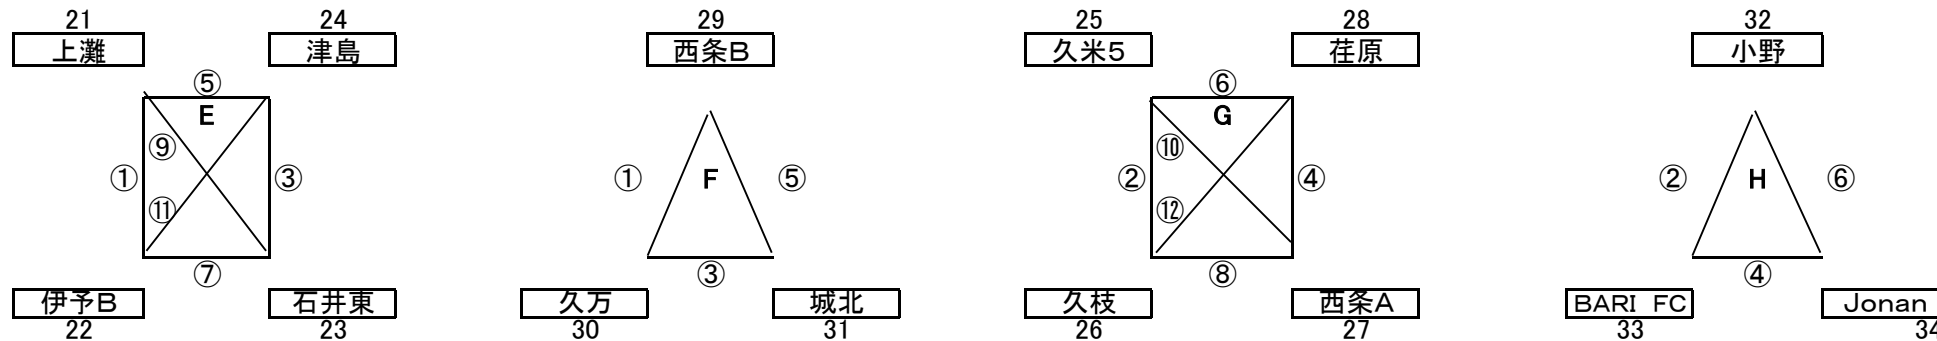 21 24 29 25 28 32
上灘 津島 西条B 久米5 荏原 小野
⑤ ⑥
E G
⑨ ⑩
① ③ ① F ⑤ ② ④ ② H ⑥
⑪ ⑫
⑦ ③ ⑧ ④
伊予B 石井東 久万 城北 久枝 西条A BARI FC Jonan
22 23 30 31 26 27 33 34